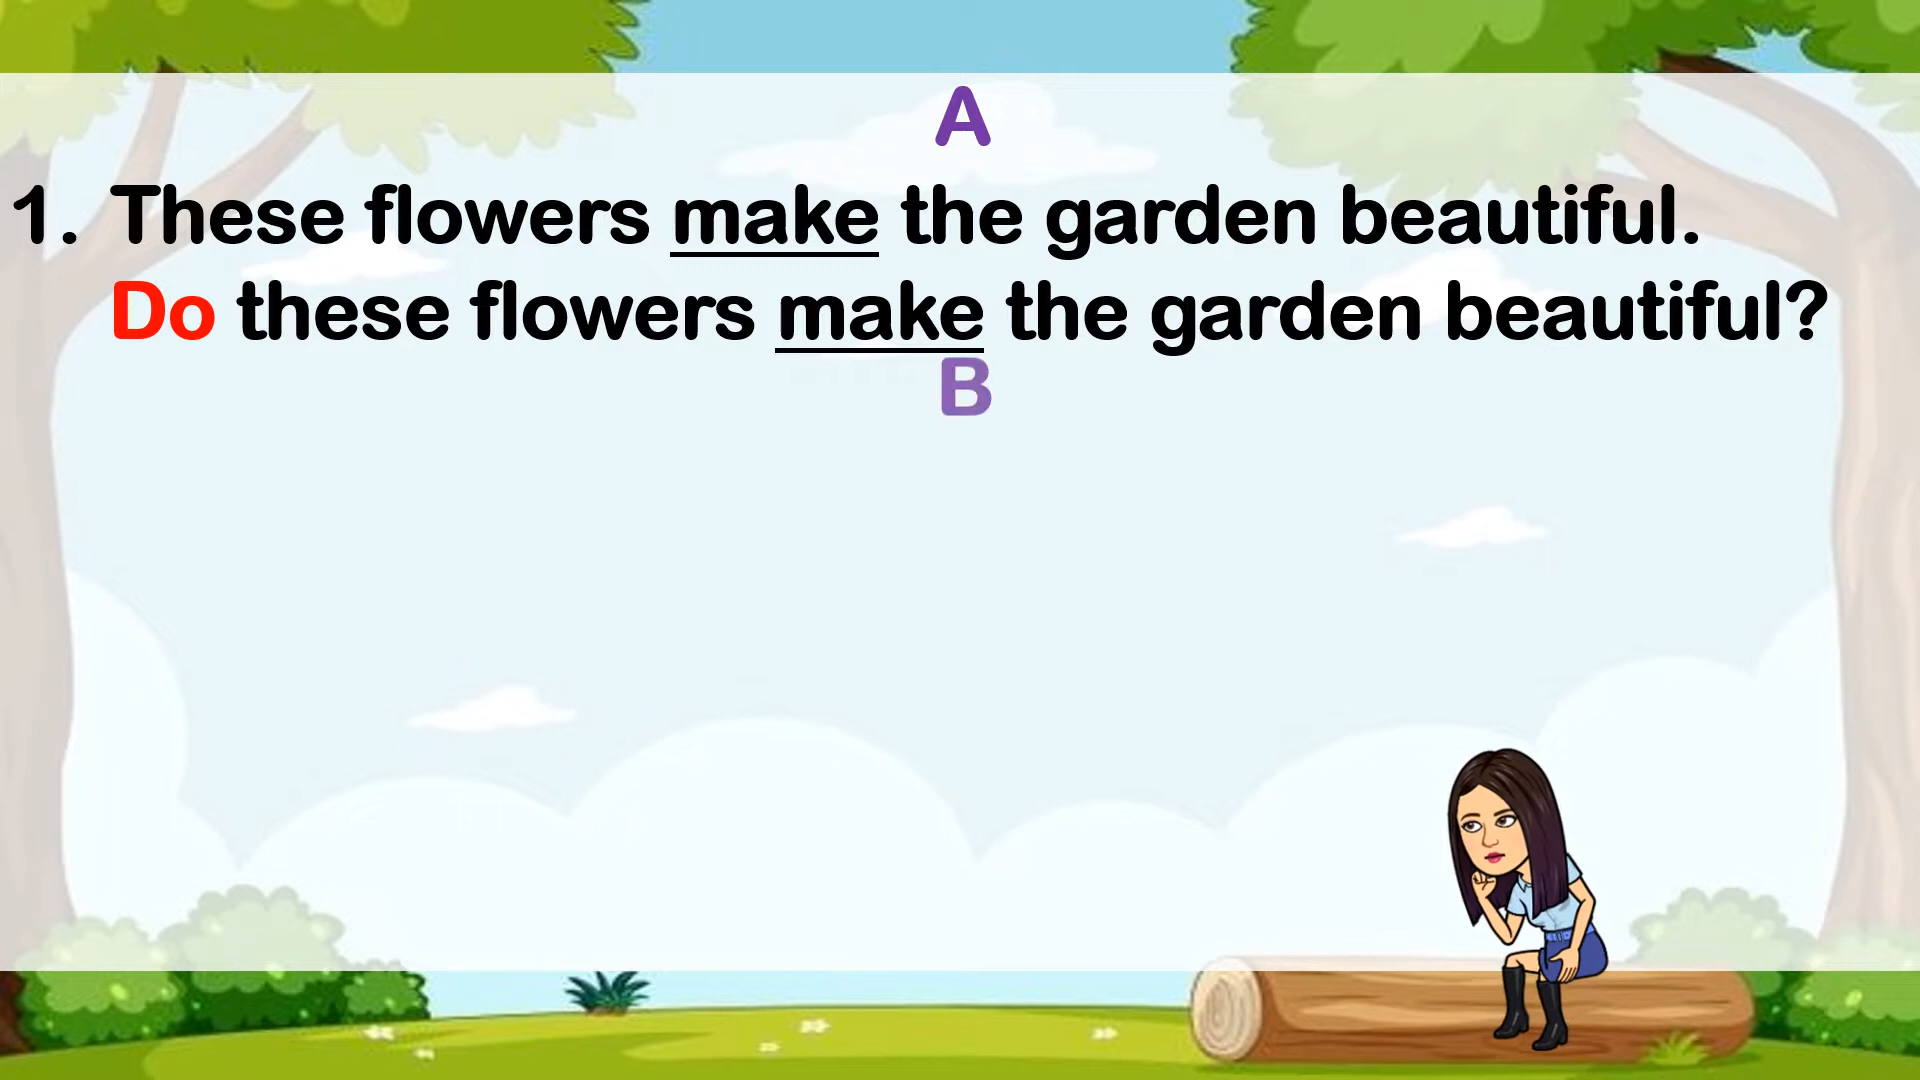 A
1. These flowers make the garden beautiful.
Do these flowers make the garden beautiful?
B